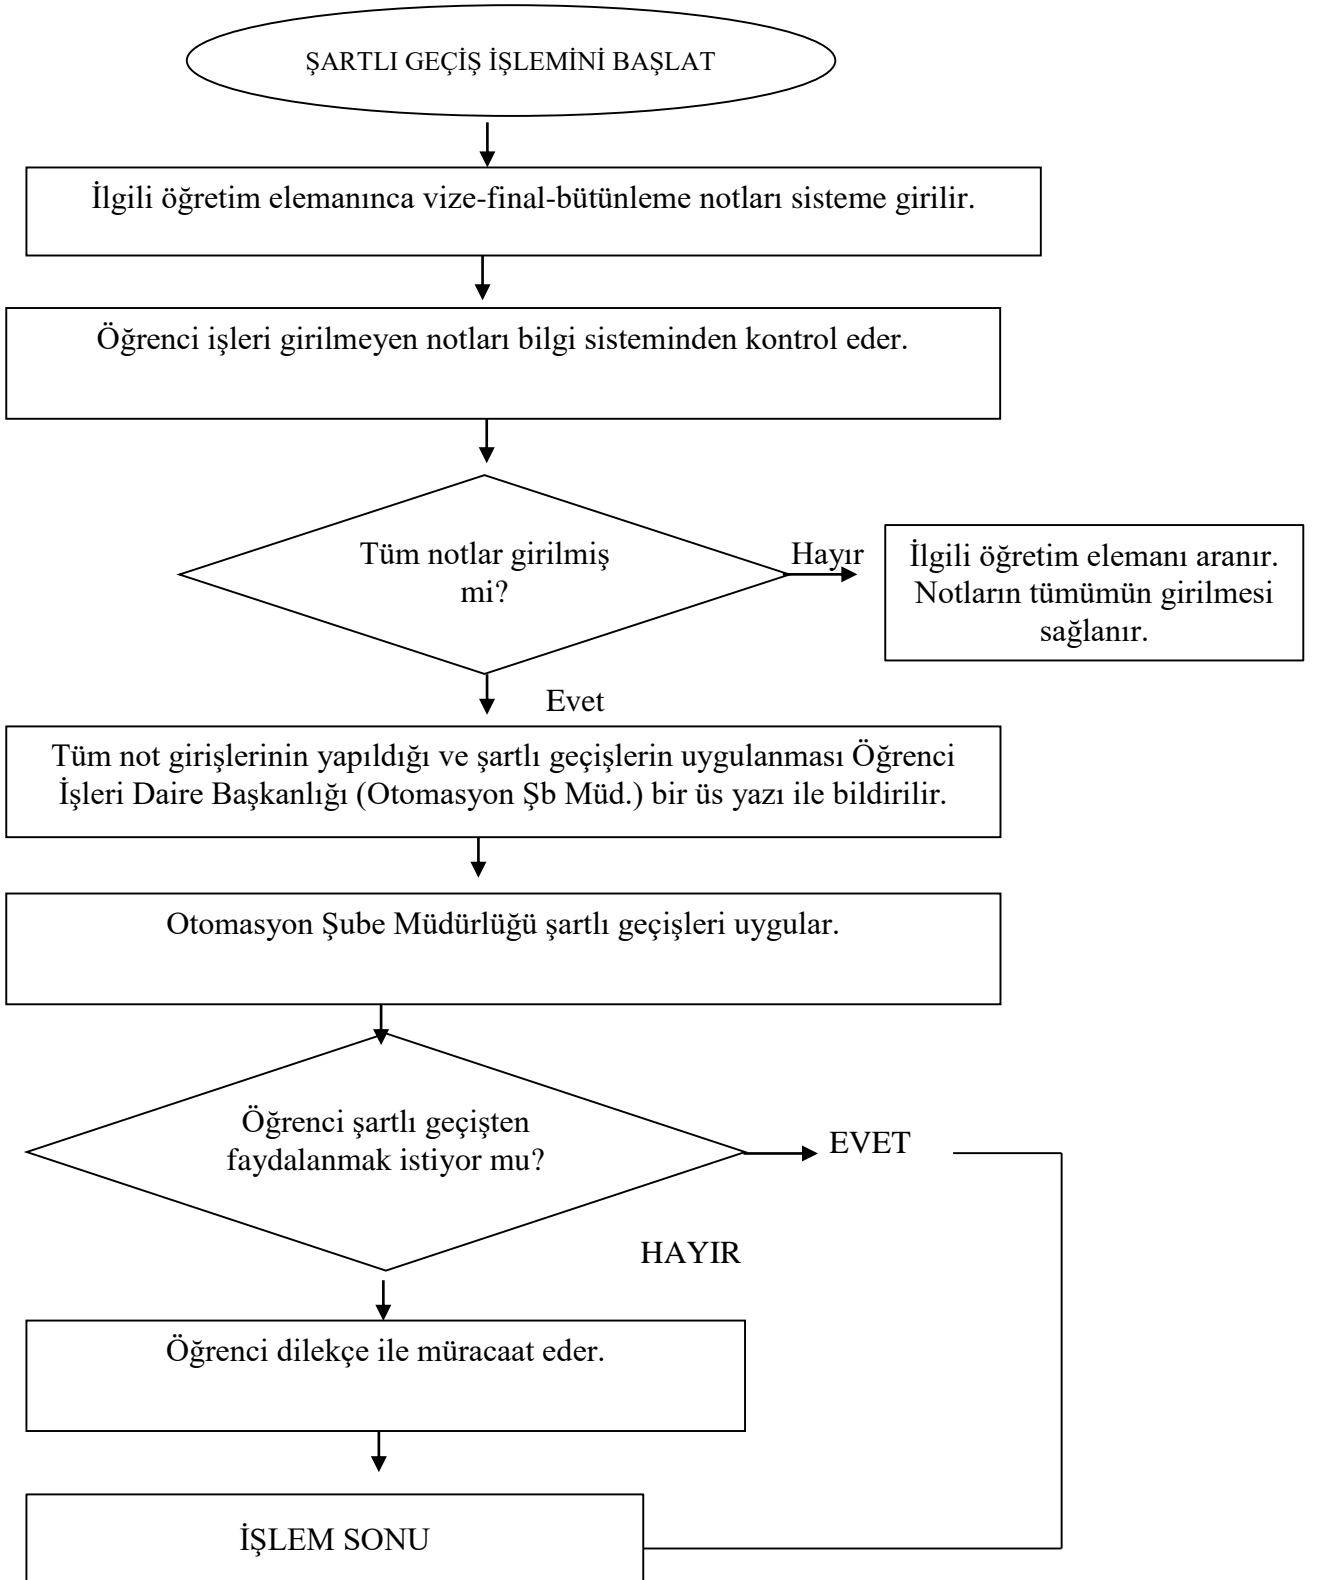 ŞARTLI GEÇİŞ İŞLEMİNİ BAŞLAT
İlgili öğretim elemanınca vize-final-bütünleme notları sisteme girilir.
Öğrenci işleri girilmeyen notları bilgi sisteminden kontrol eder.
Tüm notlar girilmiş
mi?
Hayır
İlgili öğretim elemanı aranır.
Notların tümümün girilmesi
sağlanır.
Evet
Tüm not girişlerinin yapıldığı ve şartlı geçişlerin uygulanması Öğrenci
İşleri Daire Başkanlığı (Otomasyon Şb Müd.) bir üs yazı ile bildirilir.
Otomasyon Şube Müdürlüğü şartlı geçişleri uygular.
Öğrenci şartlı geçişten
faydalanmak istiyor mu?
EVET
HAYIR
Öğrenci dilekçe ile müracaat eder.
İŞLEM SONU